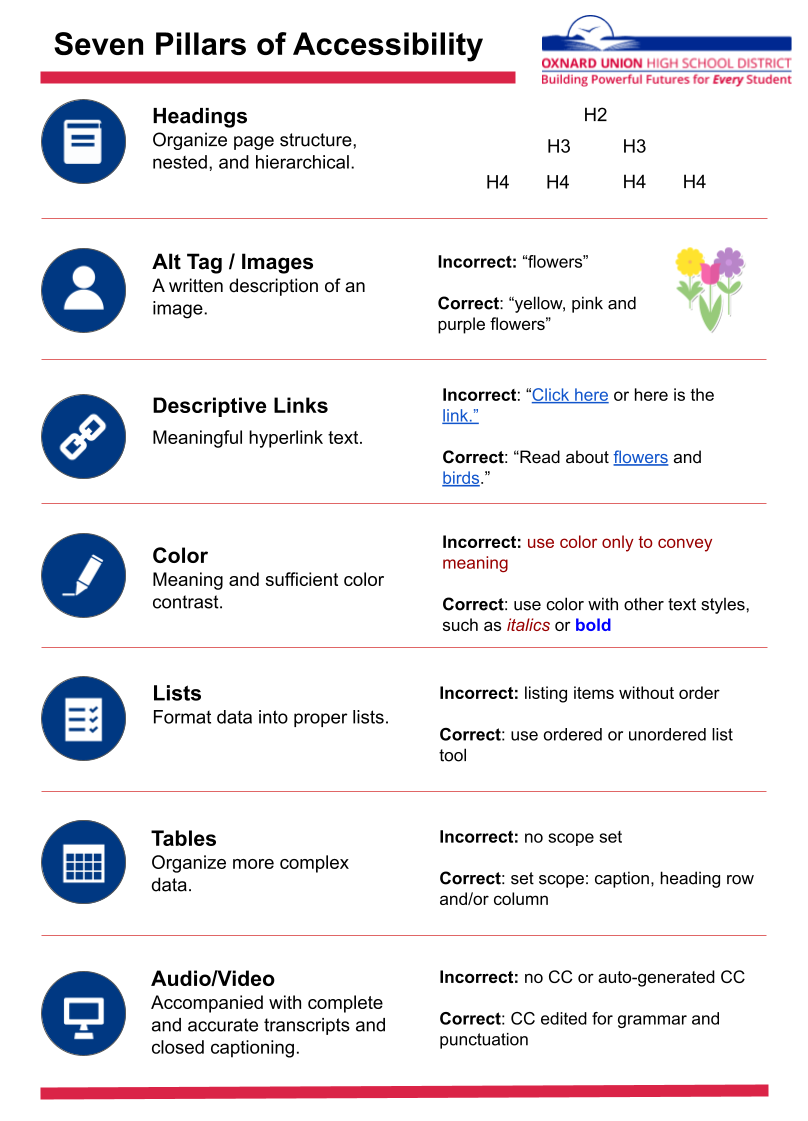 Seven Pillars of Accessibility
OXNARD UNION HIGH SCHOOL DISTRICT
Building Powerful Futures for Every Student
Headings
Organize page structure,
nested, and hierarchical.
H2
H3 H3
H4 H4 H4 H4
Alt Tag / Images
A written description of an
image.
Incorrect: “flowers”
Correct: “yellow, pink and
purple flowers”
Descriptive Links
Meaningful hyperlink text.
Incorrect: “Click here or here is the
link.”
Correct: “Read about flowers and
birds.”
Color
Meaning and sufficient color
contrast.
Incorrect: use color only to convey
meaning
Correct: use color with other text styles,
such as italics or bold
Lists
Format data into proper lists.
Incorrect: listing items without order
Correct: use ordered or unordered list
tool
Tables
Organize more complex
data.
Incorrect: no scope set
Correct: set scope: caption, heading row
and/or column
Audio/Video
Accompanied with complete
and accurate transcripts and
closed captioning.
Incorrect: no CC or auto-generated CC
Correct: CC edited for grammar and
punctuation